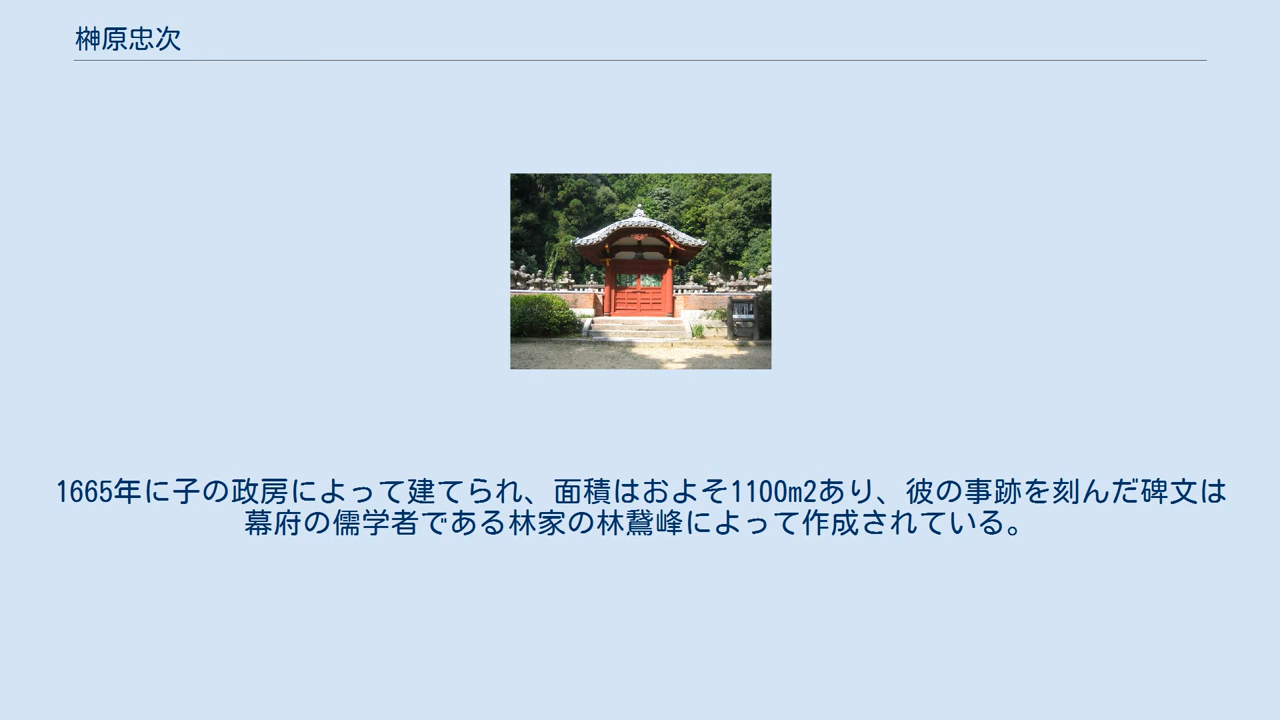 榊原忠次
1665年に子の政房によって建てられ、面積はおよそ1100m2あり、彼の事跡を刻んだ碑文は
幕府の儒学者である林家の林鵞峰によって作成されている。